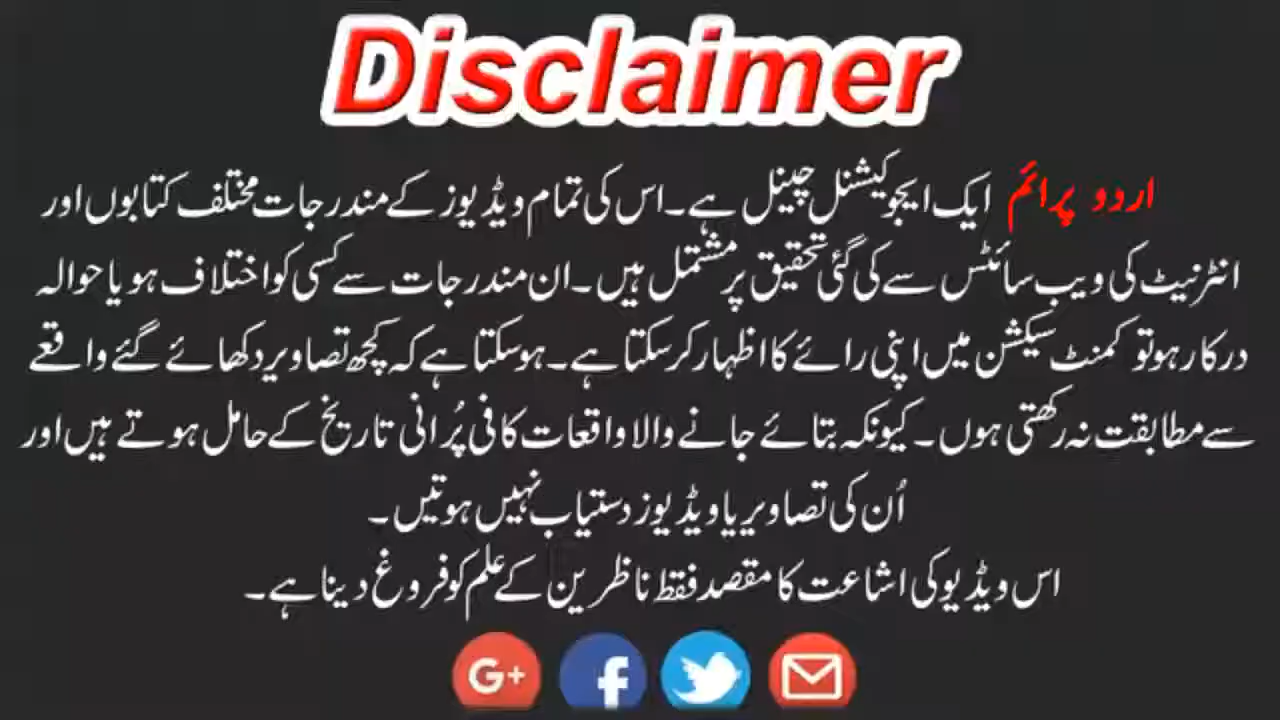 Disclaimer
اردو پرائم ایک ایجوکیشنل چینل ہے۔ اس کی تمام ویڈیوز کے مندرجات مختلف کتابوں اور
انٹرنیٹ کی ویب سائٹس سے کی گئی تحقیق پر مشتمل ہیں۔ ان مندرجات سے کسی کو اختلاف ہو یا حوالہ
درکار ہو تو کمنٹ سیکشن میں اپنی رائے کا اظہار کر سکتا ہے۔ ہو سکتا ہے کہ کچھ تصاویر دکھائے گئے واقعے
سے مطابقت نہ رکھتی ہوں۔ کیونکہ بتائے جانے والا واقعات کافی پُرانی تاریخ کے حامل ہوتے ہیں اور
اُن کی تصاویر یا ویڈیوز دستیاب نہیں ہوتیں۔
اس ویڈیو کی اشاعت کا مقصد فقط ناظرین کے علم کو فروغ دینا ہے۔
G+ f